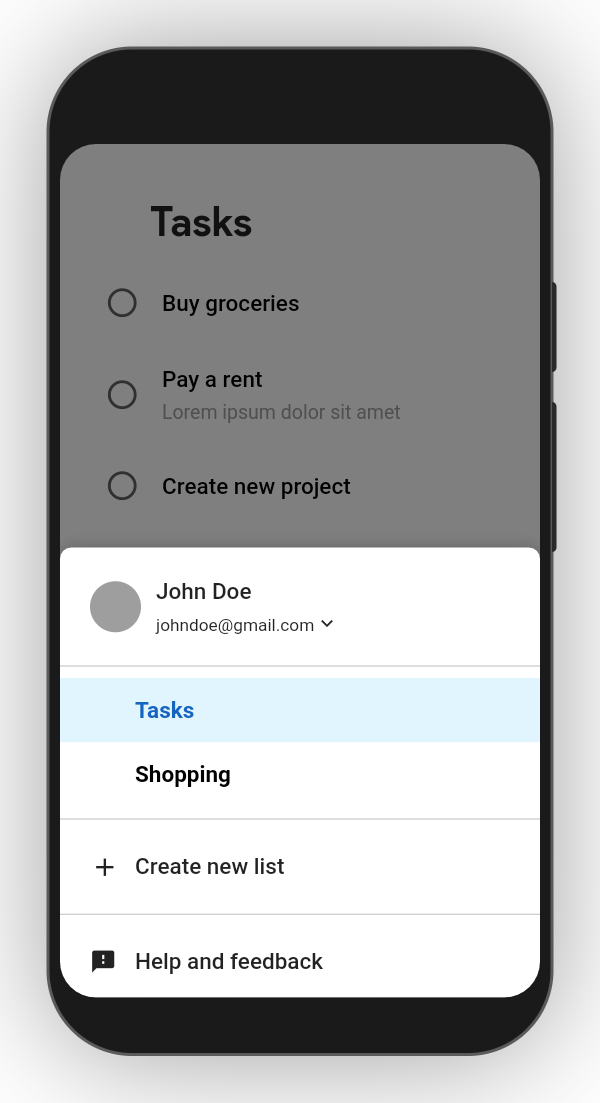 Tasks
Buy groceries
Pay a rent
Lorem ipsum dolor sit amet
Create new project
John Doe
johndoe@gmail.com
Tasks
Shopping
Create new list
Help and feedback